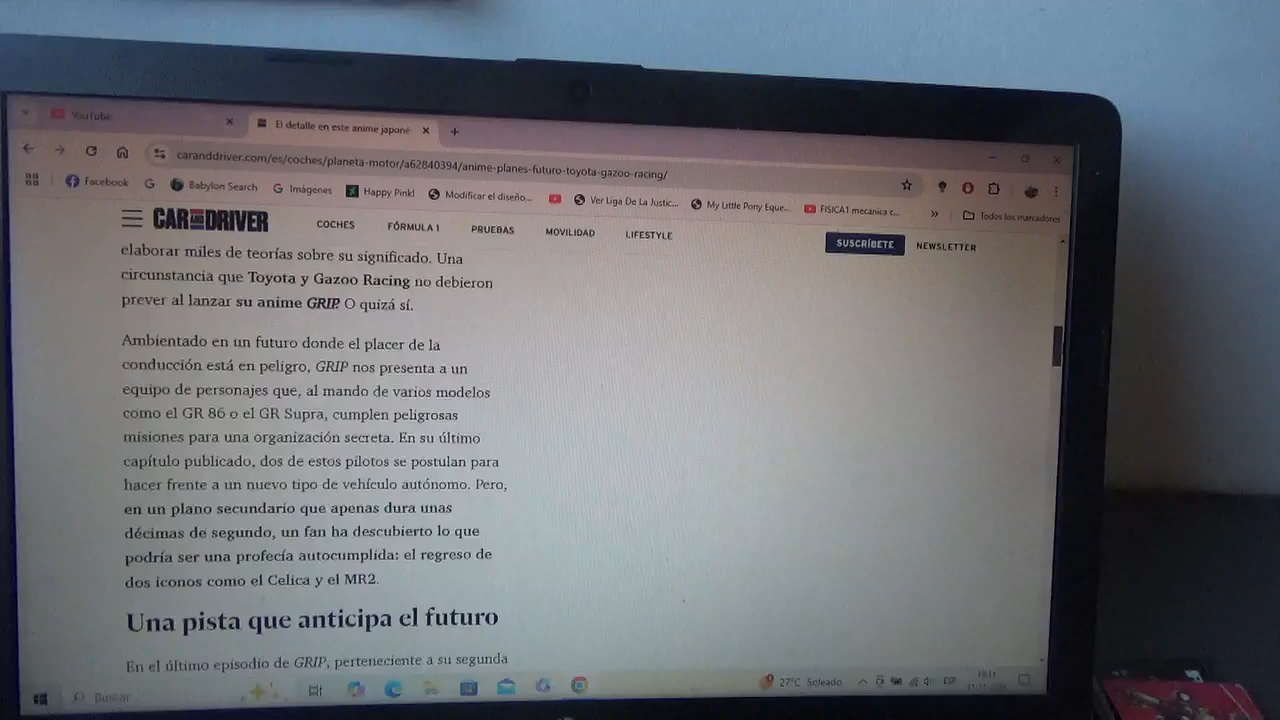 YouTube
El detalle en este anime japoné
caranddriver.com/es/coches/planeta-motor/a62840394/anime-planes-futuro-toyota-gazoo-racing/
Facebook
Babylon Search
Imágenes
Happy Pink!
Modificar el diseño...
Ver Liga De La Justic...
My Little Pony Eque...
FISICA1 mecanica c...
»
Todos los marcadores
CAR AND DRIVER
COCHES
FÓRMULA 1
PRUEBAS
MOVILIDAD
LIFESTYLE
SUSCRÍBETE
NEWSLETTER
elaborar miles de teorías sobre su significado. Una
circunstancia que Toyota y Gazoo Racing no debieron
prever al lanzar su anime GRIP. O quizá sí.
Ambientado en un futuro donde el placer de la
conducción está en peligro, GRIP nos presenta a un
equipo de personajes que, al mando de varios modelos
como el GR 86 o el GR Supra, cumplen peligrosas
misiones para una organización secreta. En su último
capítulo publicado, dos de estos pilotos se postulan para
hacer frente a un nuevo tipo de vehículo autónomo. Pero,
en un plano secundario que apenas dura unas
décimas de segundo, un fan ha descubierto lo que
podría ser una profecía autocumplida: el regreso de
dos iconos como el Celica y el MR2.
Una pista que anticipa el futuro
En el último episodio de GRIP, perteneciente a su segunda
Buscar
27°C Soleado
ESP